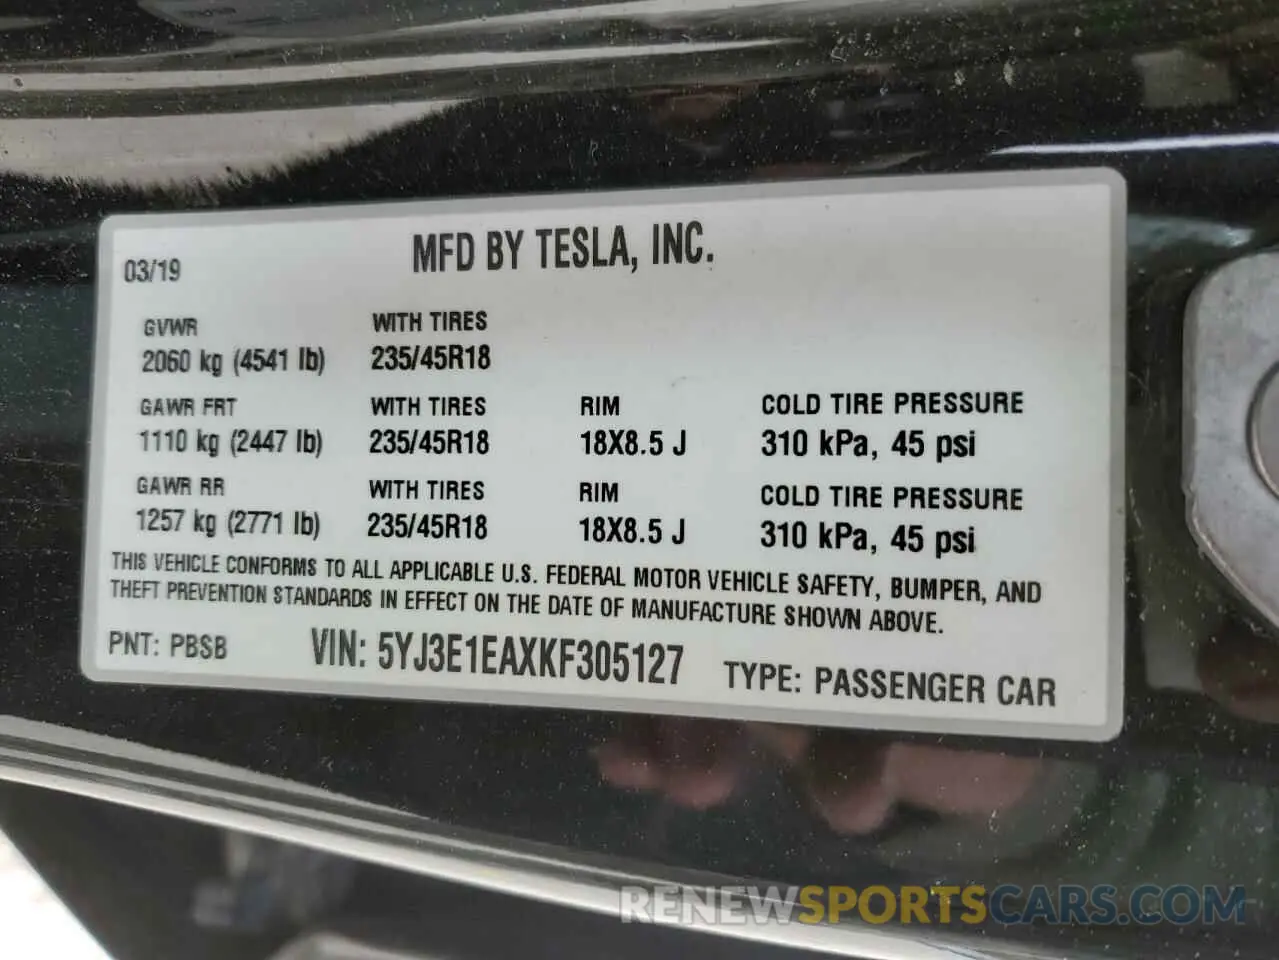 MFD BY TESLA, INC.
03/19
GVWR WITH TIRES
2060 kg (4541 lb) 235/45R18
GAWR FRT WITH TIRES RIM COLD TIRE PRESSURE
1110 kg (2447 lb) 235/45R18 18X8.5 J 310 kPa, 45 psi
GAWR RR WITH TIRES RIM COLD TIRE PRESSURE
1257 kg (2771 lb) 235/45R18 18X8.5 J 310 kPa, 45 psi
THIS VEHICLE CONFORMS TO ALL APPLICABLE U.S. FEDERAL MOTOR VEHICLE SAFETY, BUMPER, AND
THEFT PREVENTION STANDARDS IN EFFECT ON THE DATE OF MANUFACTURE SHOWN ABOVE.
PNT: PBSB VIN: 5YJ3E1EAXKF305127 TYPE: PASSENGER CAR
RENEWSPORTSCARS.COM